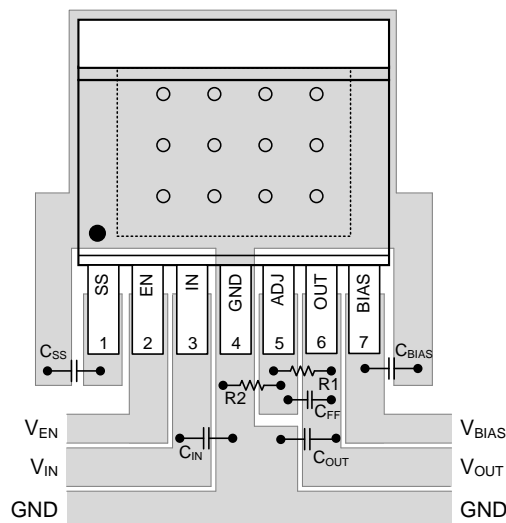 SS
EN
IN
GND
ADJ
OUT
BIAS
1
2
3
4
5
6
7
CSS
CBIAS
R2
R1
CFF
CIN
COUT
VEN
VBIAS
VIN
VOUT
GND
GND